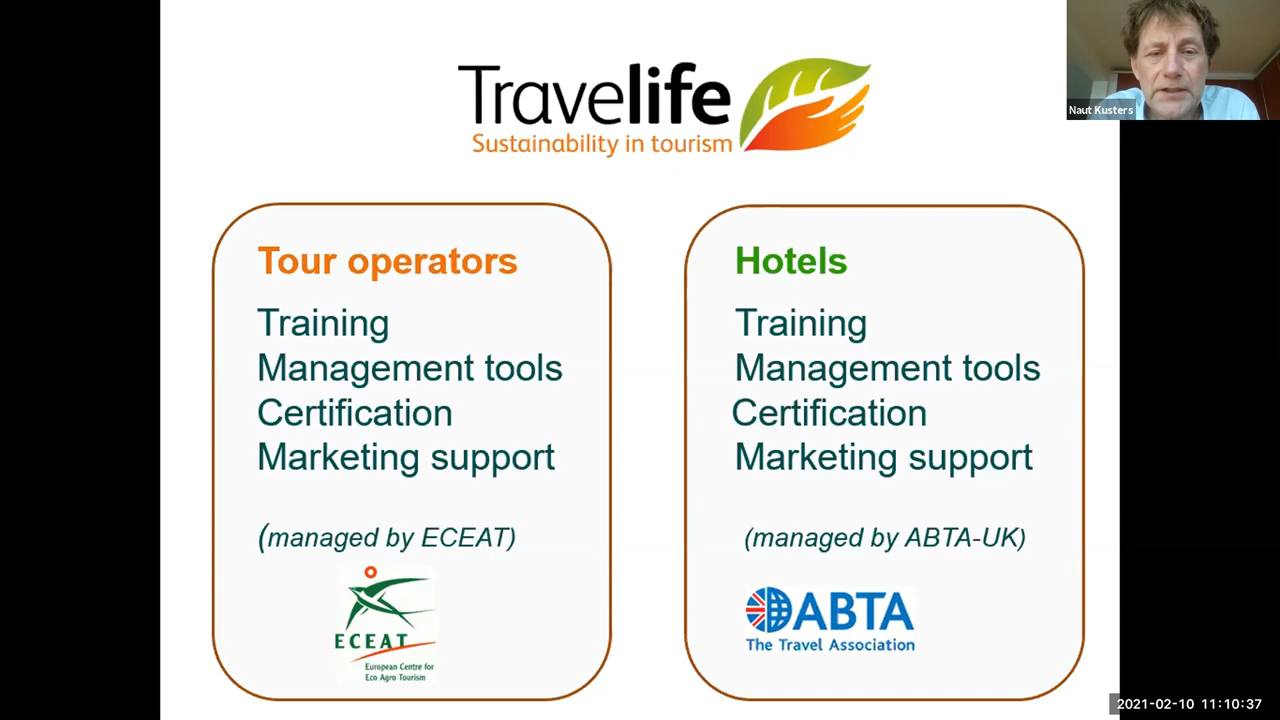 Travelife
Sustainability in tourism
Naut Kusters
Tour operators
Training
Management tools
Certification
Marketing support
(managed by ECEAT)
ECEAT
European Centre for
Eco Agro Tourism
Hotels
Training
Management tools
Certification
Marketing support
(managed by ABTA-UK)
ABTA
The Travel Association
2021-02-10 11:10:37